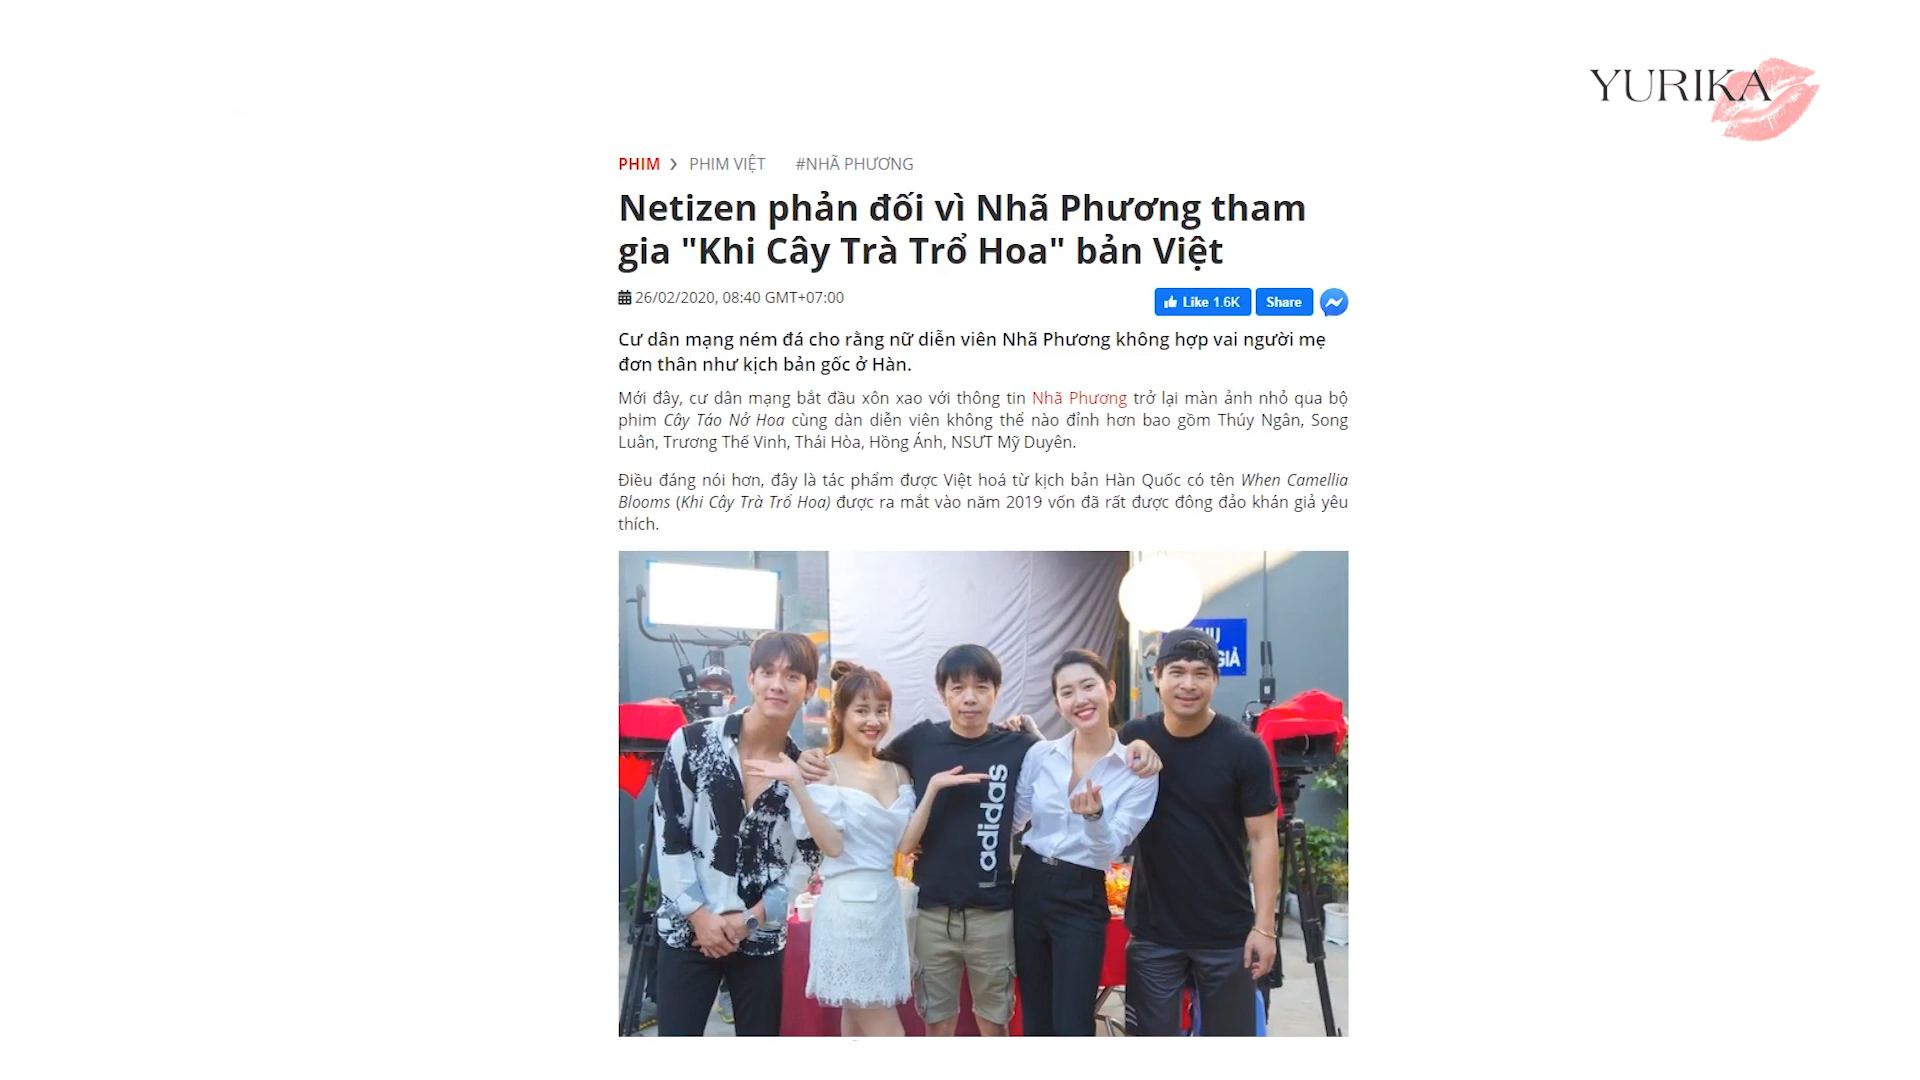 YURIKA
PHIM > PHIM VIỆT #NHÃ PHƯƠNG
Netizen phản đối vì Nhã Phương tham
gia "Khi Cây Trà Trổ Hoa" bản Việt
26/02/2020, 08:40 GMT+07:00
Like 1.6K Share
Cư dân mạng ném đá cho rằng nữ diễn viên Nhã Phương không hợp vai người mẹ
đơn thân như kịch bản gốc ở Hàn.
Mới đây, cư dân mạng bắt đầu xôn xao với thông tin Nhã Phương trở lại màn ảnh nhỏ qua bộ
phim Cây Táo Nở Hoa cùng dàn diễn viên không thể nào đỉnh hơn bao gồm Thúy Ngân, Song
Luân, Trương Thế Vinh, Thái Hòa, Hồng Ánh, NSƯT Mỹ Duyên.
Điều đáng nói hơn, đây là tác phẩm được Việt hoá từ kịch bản Hàn Quốc có tên When Camellia
Blooms (Khi Cây Trà Trổ Hoa) được ra mắt vào năm 2019 vốn đã rất được đông đảo khán giả yêu
thích.
GIẢ
adidas